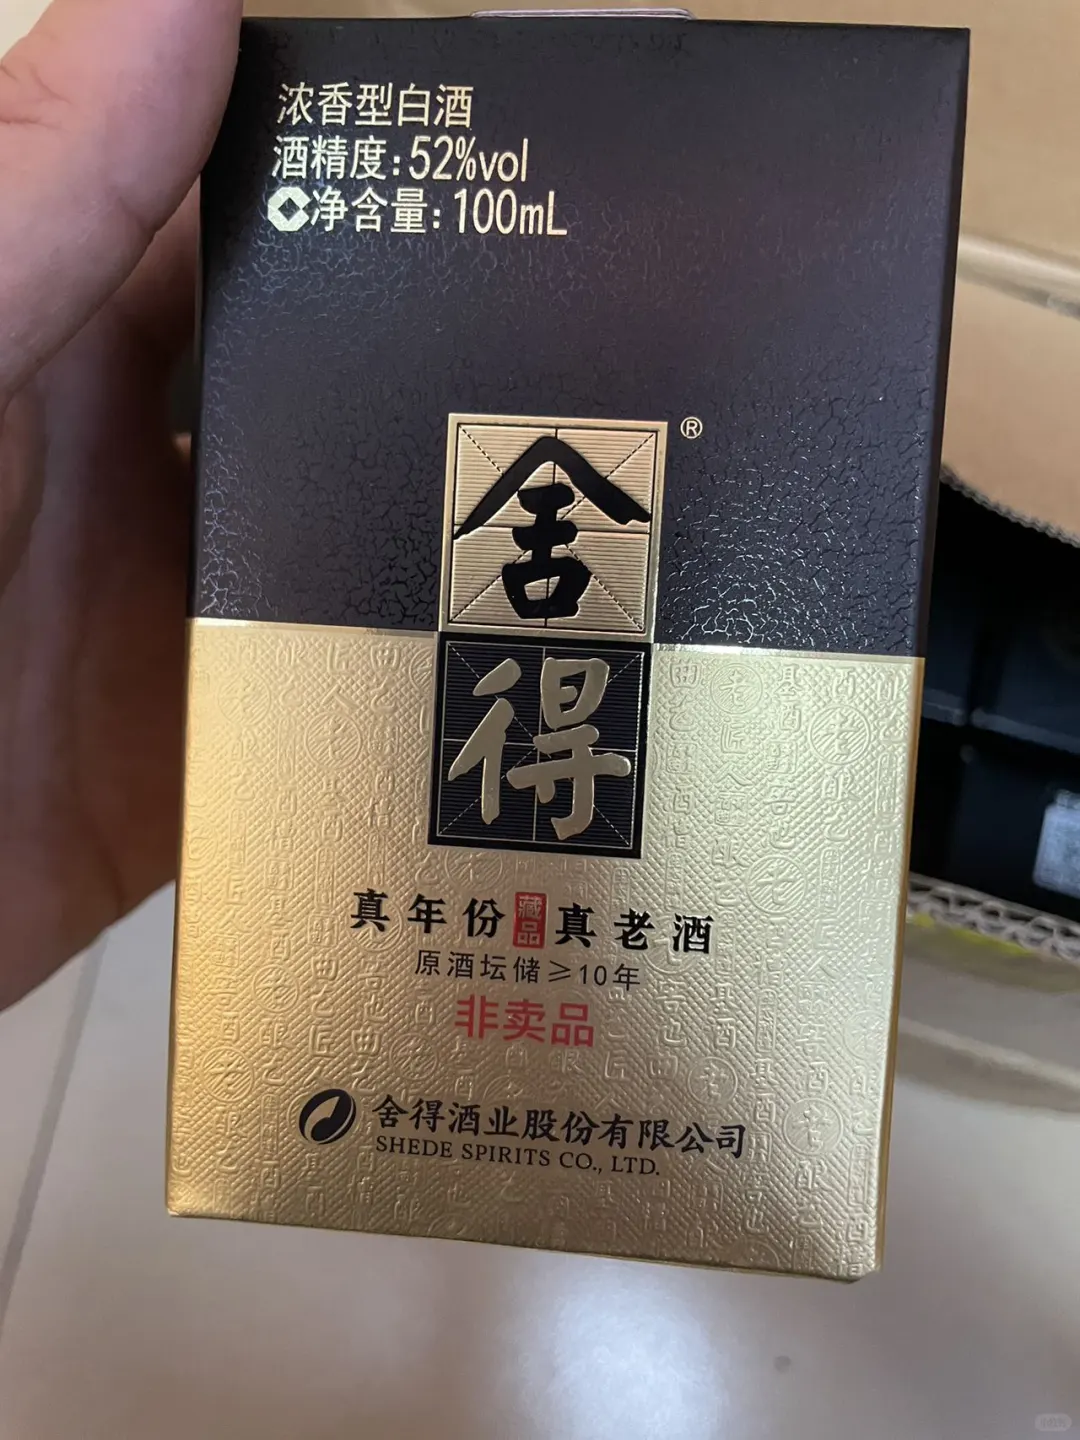 浓香型白酒
酒精度:52%vol
净含量:100mL
舍
®
得
真年份 藏品 真老酒
原酒坛储≥10年
非卖品
舍得酒业股份有限公司
SHEDE SPIRITS CO., LTD.